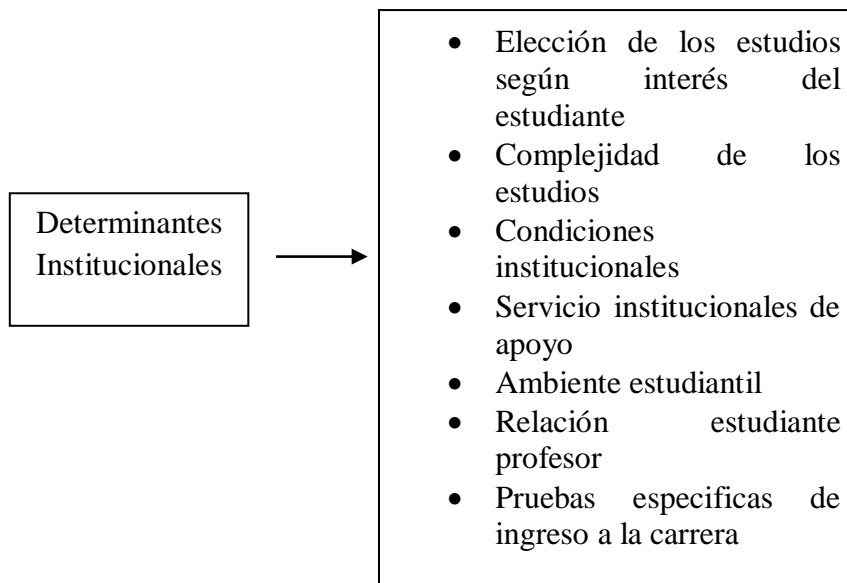 Determinantes
Institucionales
• Elección de los estudios
según interés del
estudiante
• Complejidad de los
estudios
• Condiciones
institucionales
• Servicio institucionales de
apoyo
• Ambiente estudiantil
• Relación estudiante
profesor
• Pruebas especificas de
ingreso a la carrera